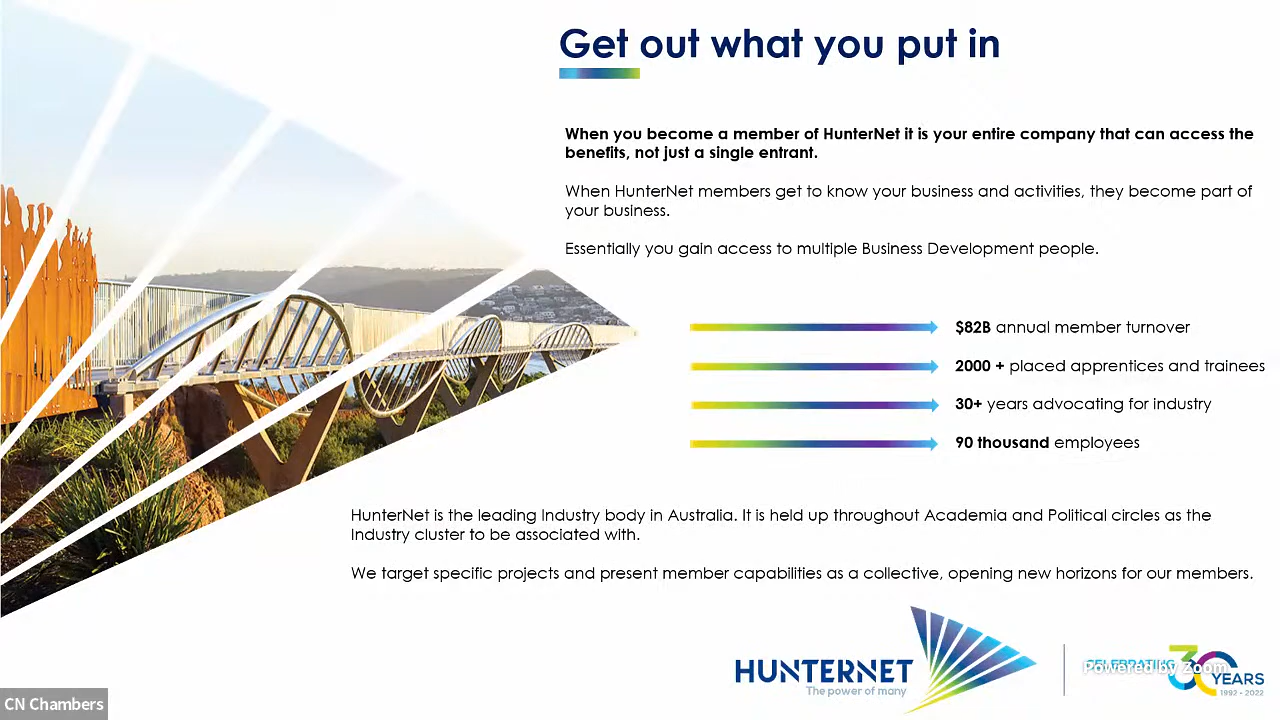 Get out what you put in
When you become a member of HunterNet it is your entire company that can access the
benefits, not just a single entrant.
When HunterNet members get to know your business and activities, they become part of
your business.
Essentially you gain access to multiple Business Development people.
$82B annual member turnover
2000 + placed apprentices and trainees
30+ years advocating for industry
90 thousand employees
HunterNet is the leading Industry body in Australia. It is held up throughout Academia and Political circles as the
Industry cluster to be associated with.
We target specific projects and present member capabilities as a collective, opening new horizons for our members.
HUNTERNET
The power of many
CELEBRATING 30 YEARS
1992 • 2022
Powered by Zoom
CN Chambers